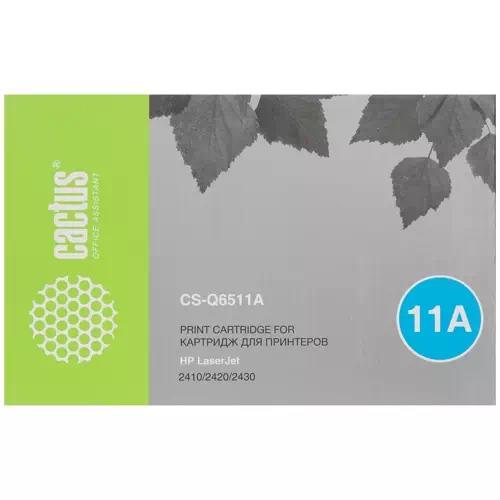 cactus®
OFFICE ASSISTANT
CS-Q6511A
PRINT CARTRIDGE FOR
КАРТРИДЖ ДЛЯ ПРИНТЕРОВ
HP LaserJet
2410/2420/2430
11A